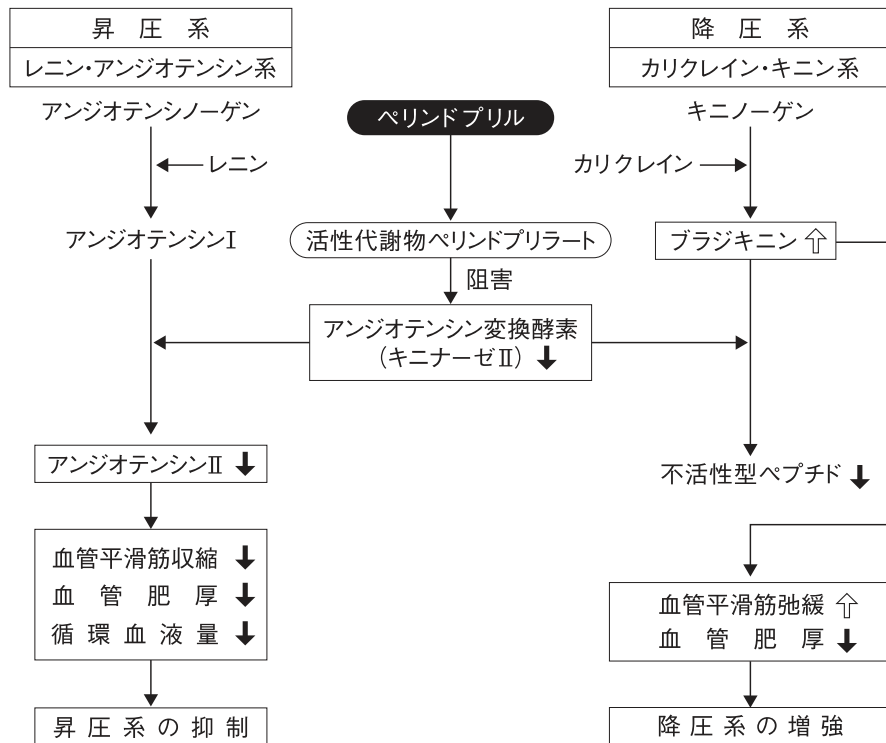 昇圧系
レニン・アンジオテンシン系
アンジオテンシノーゲン
レニン
アンジオテンシンⅠ
アンジオテンシンⅡ
血管平滑筋収縮
血管肥厚
循環血液量
昇圧系の抑制
ペリンドプリル
活性代謝物ペリンドプリラート
阻害
アンジオテンシン変換酵素
(キニナーゼⅡ)
降圧系
カリクレイン・キニン系
キニノーゲン
カリクレイン
ブラジキニン
不活性型ペプチド
血管平滑筋弛緩
血管肥厚
降圧系の増強